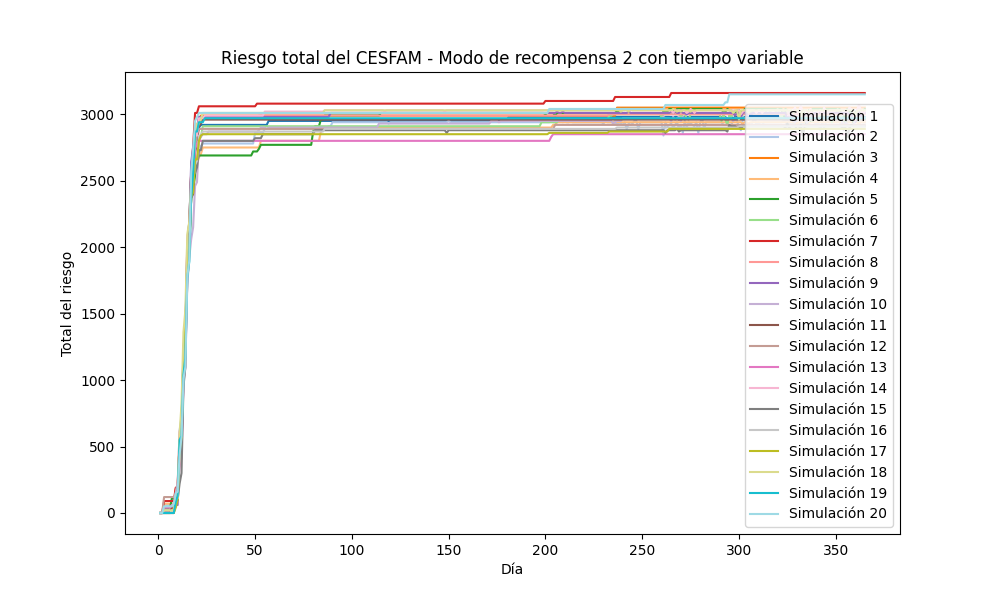 Riesgo total del CESFAM - Modo de recompensa 2 con tiempo variable
Total del riesgo
3000
2500
2000
1500
1000
500
0
0 50 100 150 200 250 300 350
Día
Simulación 1
Simulación 2
Simulación 3
Simulación 4
Simulación 5
Simulación 6
Simulación 7
Simulación 8
Simulación 9
Simulación 10
Simulación 11
Simulación 12
Simulación 13
Simulación 14
Simulación 15
Simulación 16
Simulación 17
Simulación 18
Simulación 19
Simulación 20